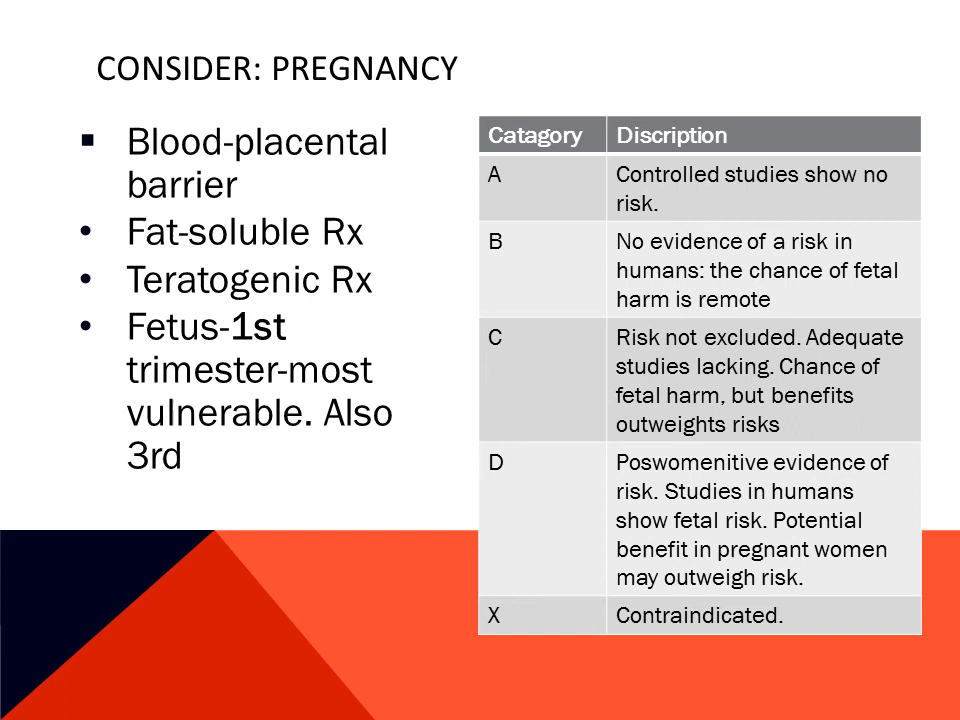 CONSIDER: PREGNANCY
▪ Blood-placental
barrier
• Fat-soluble Rx
• Teratogenic Rx
• Fetus-1st
trimester-most
vulnerable. Also
3rd
Catagory Discription
A Controlled studies show no
risk.
B No evidence of a risk in
humans: the chance of fetal
harm is remote
C Risk not excluded. Adequate
studies lacking. Chance of
fetal harm, but benefits
outweights risks
D Poswomenitive evidence of
risk. Studies in humans
show fetal risk. Potential
benefit in pregnant women
may outweigh risk.
X Contraindicated.